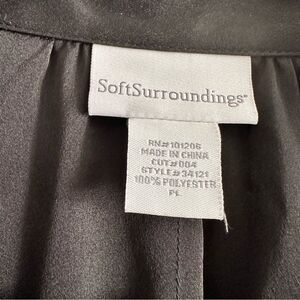 SoftSurroundings
RN# 101206
MADE IN CHINA
CUT# 004
STYLE# 34121
100% POLYESTER
PL